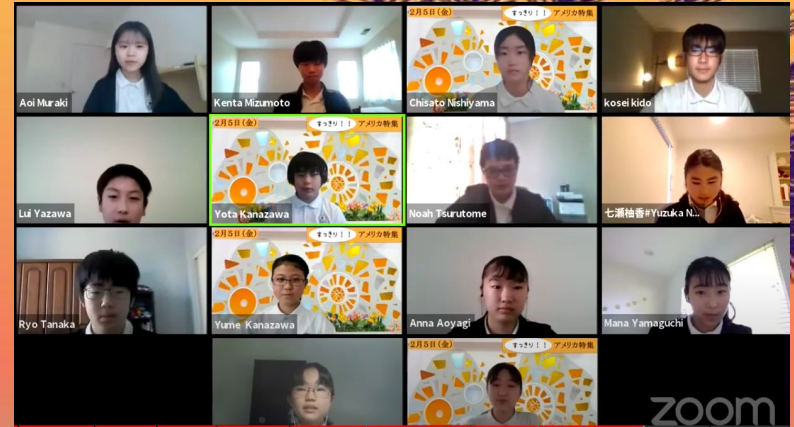 Aoi Muraki
Kenta Mizumoto
2月5日(金)
すっきり!! アメリカ特集
Chisato Nishiyama
kosei kido
Lui Yazawa
2月5日(金)
すっきり!! アメリカ特集
Yota Kanazawa
Noah Tsurutome
七瀬柚香#Yuzuka N...
Ryo Tanaka
2月5日(金)
すっきり!! アメリカ特集
Yume Kanazawa
Anna Aoyagi
Mana Yamaguchi
2月5日(金)
すっきり!! アメリカ特集
zoom